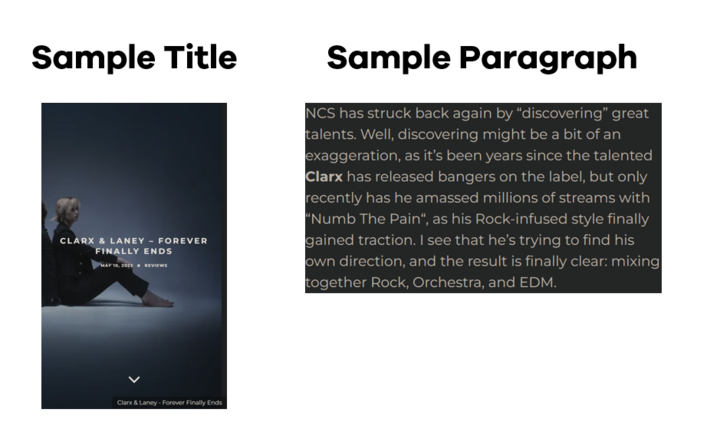 Sample Title
Sample Paragraph
CLARX & LANEY – FOREVER
FINALLY ENDS
MAY 16, 2023 ★ REVIEWS
Clarx & Laney - Forever Finally Ends
NCS has struck back again by “discovering” great
talents. Well, discovering might be a bit of an
exaggeration, as it’s been years since the talented
Clarx has released bangers on the label, but only
recently has he amassed millions of streams with
“Numb The Pain“, as his Rock-infused style finally
gained traction. I see that he’s trying to find his
own direction, and the result is finally clear: mixing
together Rock, Orchestra, and EDM.